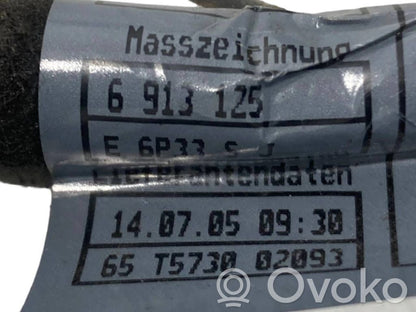 Masszeichnung
6 913 125
E 6P33 S J
Lieferantendaten
14.07.05 09:30
65 T5730 02093
Ovoko